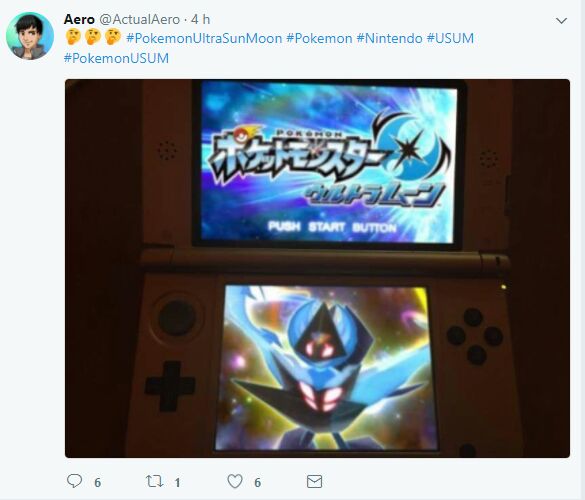 Aero @ActualAero · 4 h
🤔🤔🤔 #PokemonUltraSunMoon #Pokemon #Nintendo #USUM
#PokemonUSUM
POKÉMON
ポケットモンスター
ウルトラムーン
PUSH START BUTTON
6 1 6